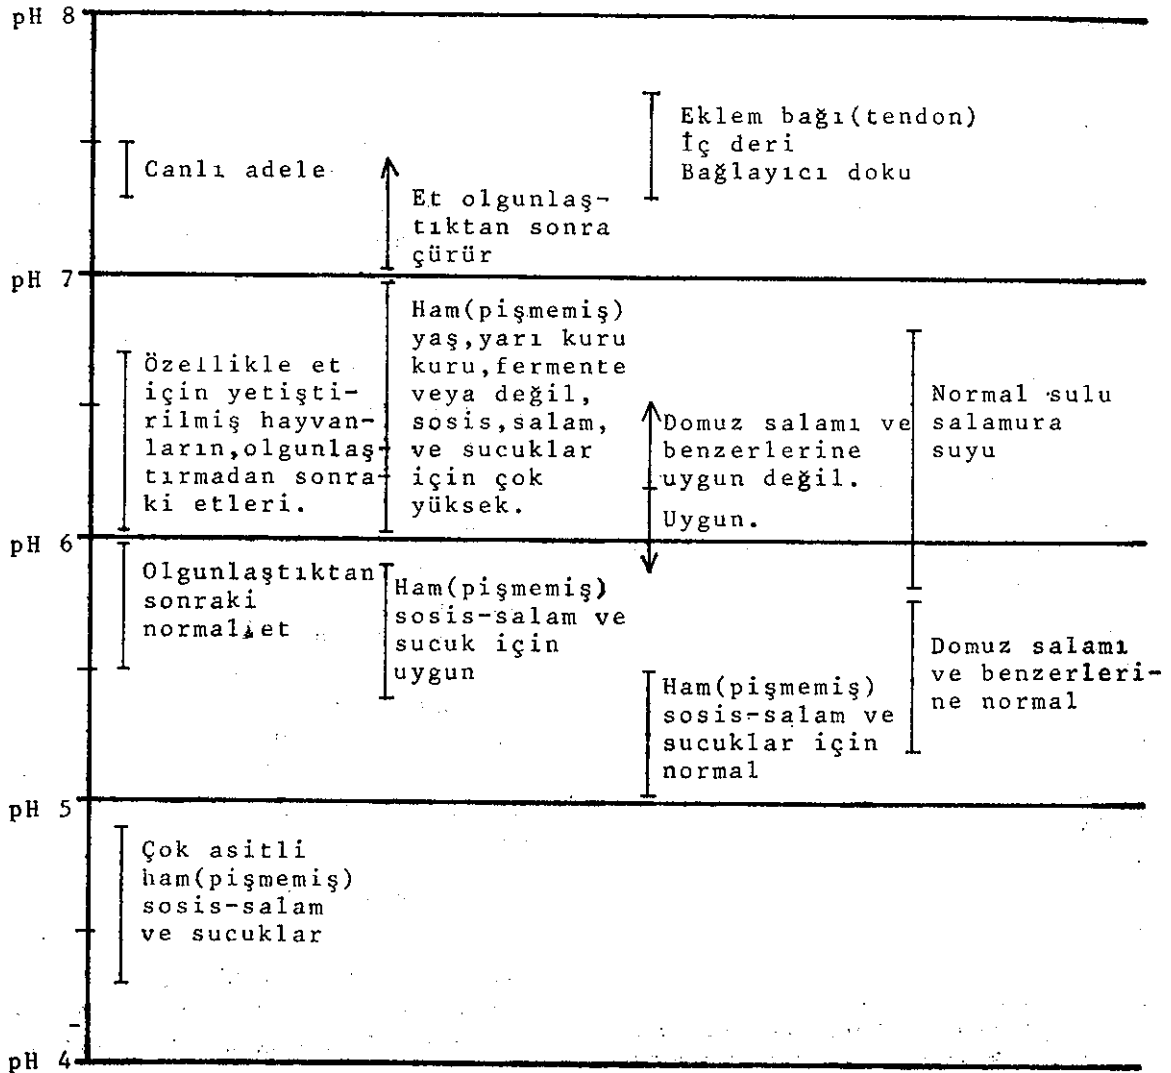 pH 8
Canlı adele
Et olgunlaş-
tıktan sonra
çürür
Eklem bağı(tendon)
İç deri
Bağlayıcı doku
pH 7
Özellikle et
için yetişti-
rilmiş hayvan-
ların,olgunlaş-
tırmadan sonra-
ki etleri.
Ham(pişmemiş)
yaş,yarı kuru
kuru,fermente
veya değil,
sosis,salam,
ve sucuklar
için çok
yüksek.
Domuz salamı ve
benzerlerine
uygun değil.
Uygun.
Normal sulu
salamura
suyu
pH 6
Olgunlaştıktan
sonraki
normal et
Ham(pişmemiş)
sosis-salam ve
sucuk için
uygun
Ham(pişmemiş)
sosis-salam ve
sucuklar için
normal
Domuz salamı
ve benzerleri-
ne normal
pH 5
Çok asitli
ham(pişmemiş)
sosis-salam
ve sucuklar
pH 4